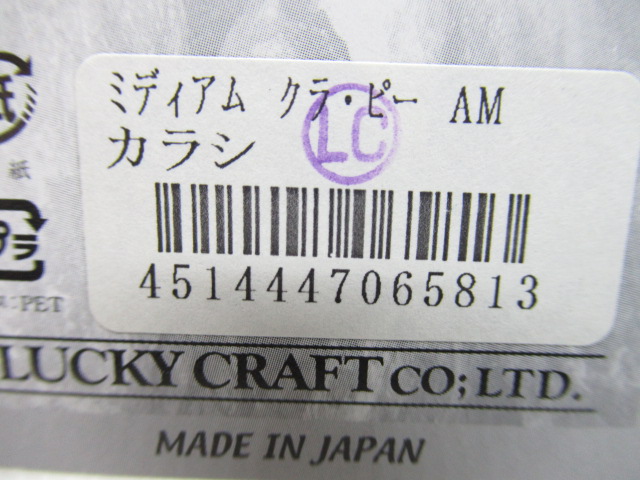 ミディアム クラ・ピー AM
カラシ
LC
4514447065813
紙
プラ
:PET
LUCKY CRAFT CO;LTD.
MADE IN JAPAN